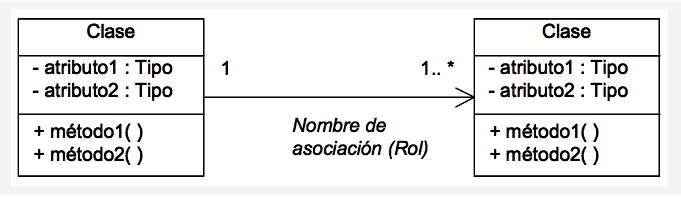 Clase
- atributo1 : Tipo
- atributo2 : Tipo
+ método1( )
+ método2( )
1
1.. *
Nombre de
asociación (Rol)
Clase
- atributo1 : Tipo
- atributo2 : Tipo
+ método1( )
+ método2( )